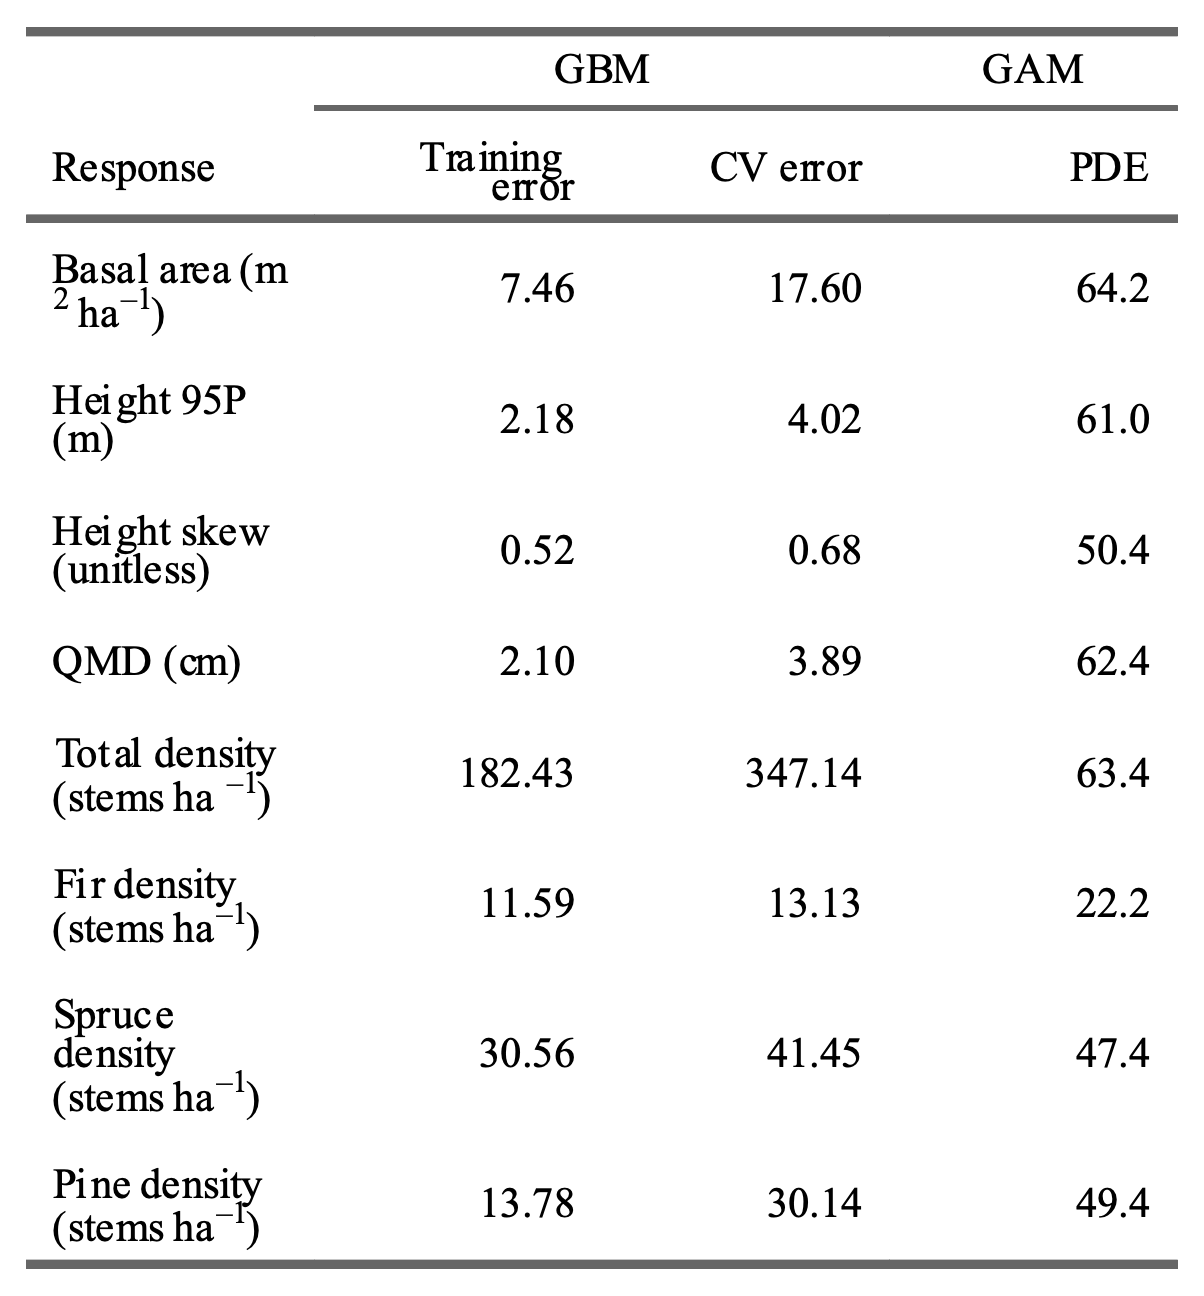 GBM GAM
Response Training error CV error PDE
Basal area (m
2 ha−1) 7.46 17.60 64.2
Height 95P
(m) 2.18 4.02 61.0
Height skew
(unitless) 0.52 0.68 50.4
QMD (cm) 2.10 3.89 62.4
Total density
(stems ha −1) 182.43 347.14 63.4
Fir density
(stems ha−1) 11.59 13.13 22.2
Spruce
density
(stems ha−1) 30.56 41.45 47.4
Pine density
(stems ha−1) 13.78 30.14 49.4